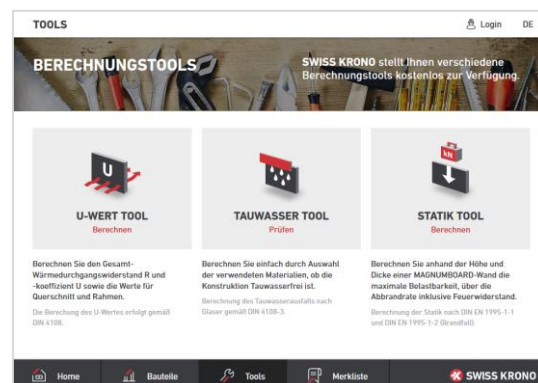 TOOLS
Login DE
BERECHNUNGSTOOLS
SWISS KRONO stellt Ihnen verschiedene
Berechnungstools kostenlos zur Verfügung.
U
kN
U-WERT TOOL
Berechnen
TAUWASSER TOOL
Prüfen
STATIK TOOL
Berechnen
Berechnen Sie den Gesamt-
Wärmedurchgangswiderstand R und
-koeffizient U sowie die Werte für
Querschnitt und Rahmen.
Die Berechung des U-Wertes erfolgt gemäß
DIN 4108.
Berechnen Sie einfach durch Auswahl
der verwendeten Materialien, ob die
Konstruktion Tauwasserfrei ist.
Berechnung des Tauwasserausfalls nach
Glaser gemäß DIN 4108-3.
Berechnen Sie anhand der Höhe und
Dicke einer MAGNUMBOARD-Wand die
maximale Belastbarkeit, über die
Abbrandrate inklusive Feuerwiderstand.
Berechnung der Statik nach DIN EN 1995-1-1
und DIN EN 1995-1-2 (Brandfall).
Home Bauteile Tools Merkliste SWISS KRONO